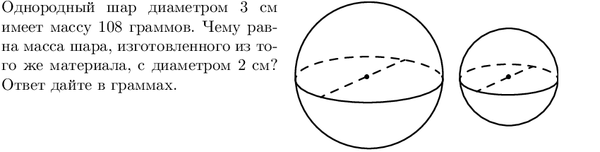 Однородный шар диаметром 3 см
имеет массу 108 граммов. Чему рав-
на масса шара, изготовленного из то-
го же материала, с диаметром 2 см?
Ответ дайте в граммах.